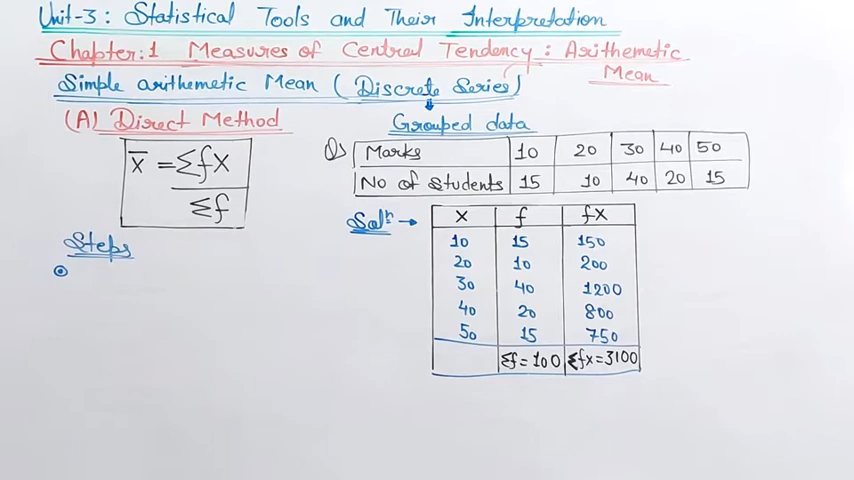 Unit-3: Statistical Tools and Their Interpretation
Chapter:1 Measures of Centred Tendency: Arithemetic
Mean
Simple arithemetic Mean (Discrete Series)
(A) Direct Method
Grouped data
x̄ = Σfx
Σf
Q) Marks 10 20 30 40 50
No of Students 15 10 40 20 15
Steps
Solⁿ →
x f fx
10 15 150
20 10 200
30 40 1200
40 20 800
50 15 750
Σf=100 Σfx=3100